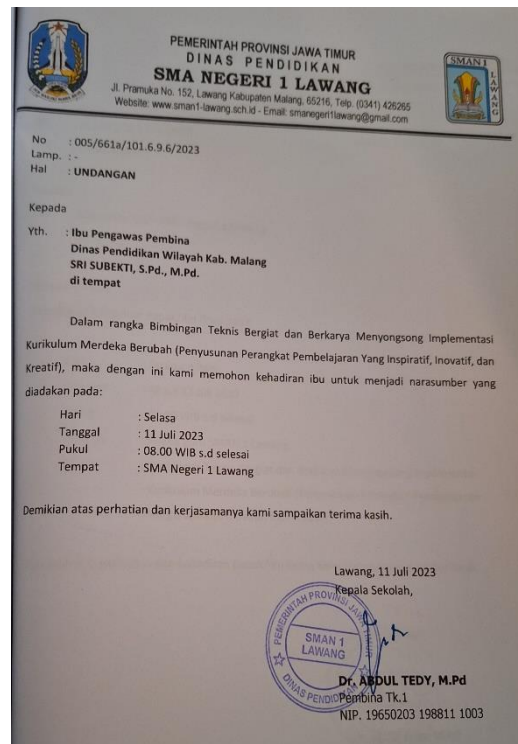 PEMERINTAH PROVINSI JAWA TIMUR
DINAS PENDIDIKAN
SMA NEGERI 1 LAWANG
Jl. Pramuka No. 152, Lawang Kabupaten Malang, 65216, Telp. (0341) 426265
Website: www.sman1-lawang.sch.id - Email: smanegeri1lawang@gmail.com
SMAN 1
LAWANG
No : 005/661a/101.6.9.6/2023
Lamp. : -
Hal : UNDANGAN
Kepada
Yth. : Ibu Pengawas Pembina
Dinas Pendidikan Wilayah Kab. Malang
SRI SUBEKTI, S.Pd., M.Pd.
di tempat
Dalam rangka Bimbingan Teknis Bergiat dan Berkarya Menyongsong Implementasi
Kurikulum Merdeka Berubah (Penyusunan Perangkat Pembelajaran Yang Inspiratif, Inovatif, dan
Kreatif), maka dengan ini kami memohon kehadiran ibu untuk menjadi narasumber yang
diadakan pada:
Hari : Selasa
Tanggal : 11 Juli 2023
Pukul : 08.00 WIB s.d selesai
Tempat : SMA Negeri 1 Lawang
Demikian atas perhatian dan kerjasamanya kami sampaikan terima kasih.
Lawang, 11 Juli 2023
Kepala Sekolah,
PEMERINTAH PROVINSI JAWA TIMUR
SMAN 1
LAWANG
DINAS PENDIDIKAN
Dr. ABDUL TEDY, M.Pd
Pembina Tk.1
NIP. 19650203 198811 1003